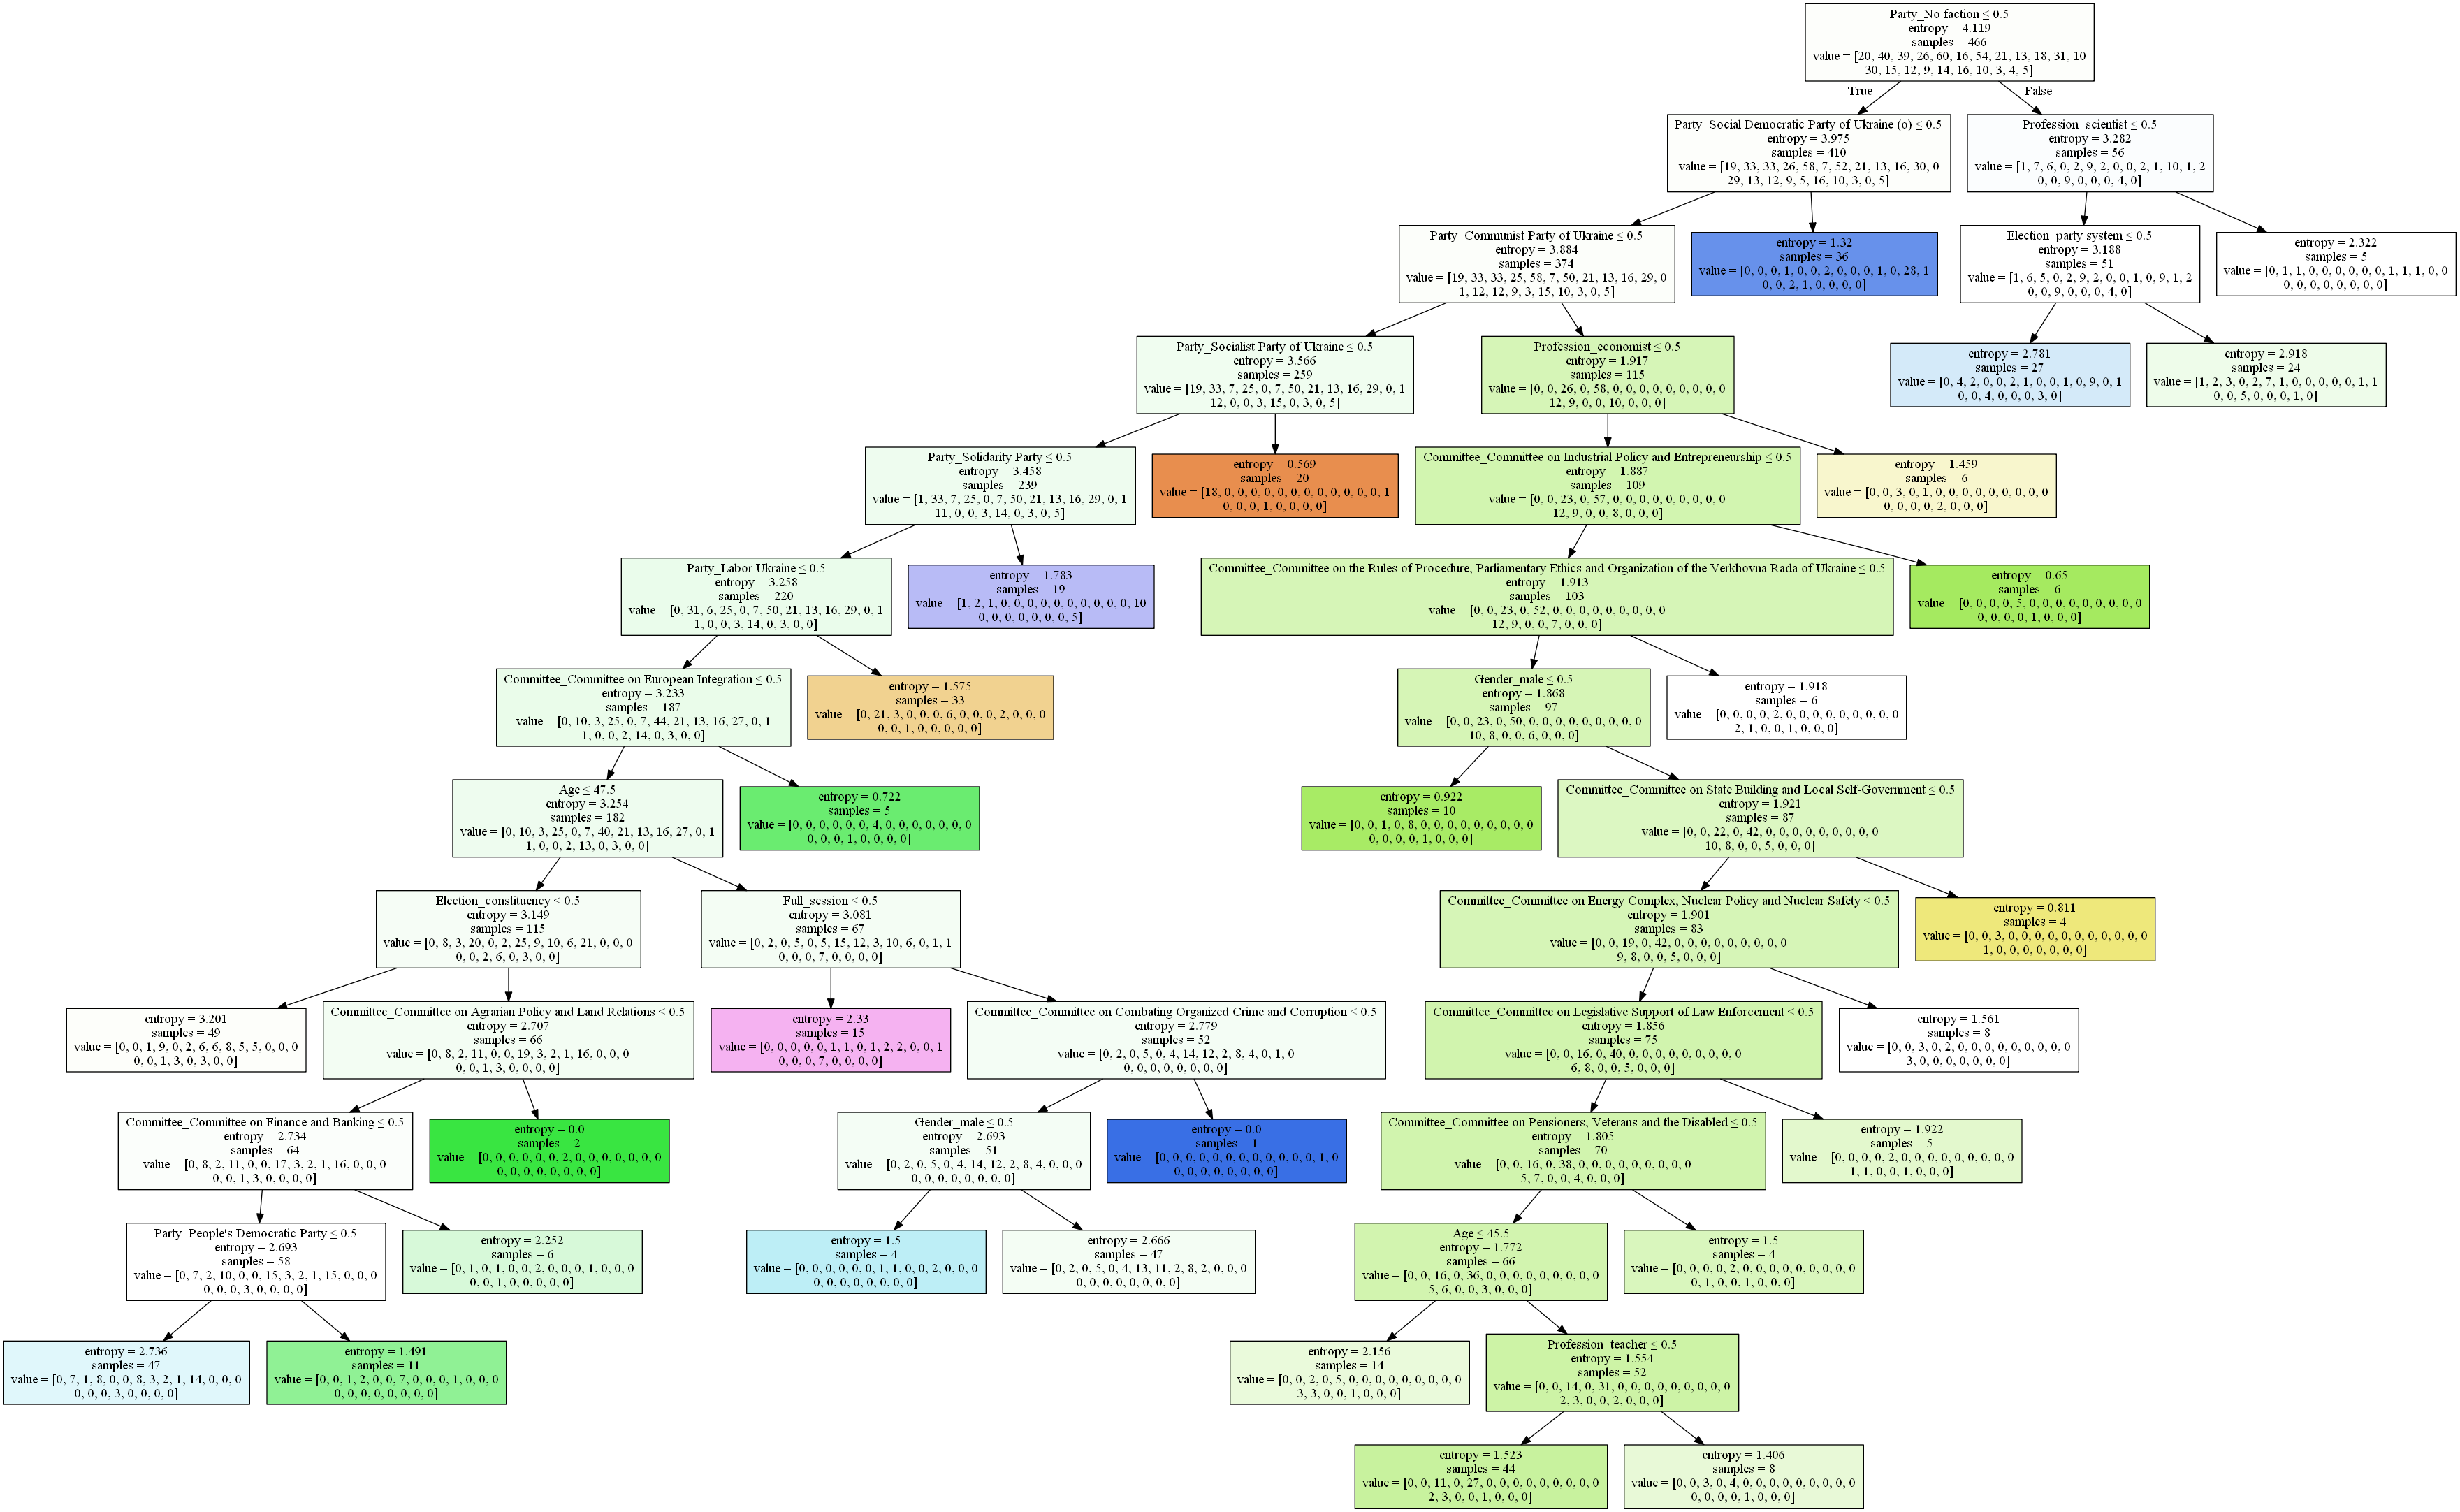 Party_No faction ≤ 0.5
entropy = 4.119
samples = 466
value = [20, 40, 39, 26, 60, 16, 54, 21, 13, 18, 31, 10
30, 15, 12, 9, 14, 16, 10, 3, 4, 5]
True
False
Party_Social Democratic Party of Ukraine (o) ≤ 0.5
entropy = 3.975
samples = 410
value = [19, 33, 33, 26, 58, 7, 52, 21, 13, 16, 30, 0
29, 13, 12, 9, 5, 16, 10, 3, 0, 5]
Profession_scientist ≤ 0.5
entropy = 3.282
samples = 56
value = [1, 7, 6, 0, 2, 9, 2, 0, 0, 2, 1, 10, 1, 2
0, 0, 9, 0, 0, 0, 4, 0]
Party_Communist Party of Ukraine ≤ 0.5
entropy = 3.884
samples = 374
value = [19, 33, 33, 25, 58, 7, 50, 21, 13, 16, 29, 0
1, 12, 12, 9, 3, 15, 10, 3, 0, 5]
entropy = 1.32
samples = 36
value = [0, 0, 0, 1, 0, 0, 2, 0, 0, 0, 1, 0, 28, 1
0, 0, 2, 1, 0, 0, 0, 0]
Election_party system ≤ 0.5
entropy = 3.188
samples = 51
value = [1, 6, 5, 0, 2, 9, 2, 0, 0, 1, 0, 9, 1, 2
0, 0, 9, 0, 0, 0, 4, 0]
entropy = 2.322
samples = 5
value = [0, 1, 1, 0, 0, 0, 0, 0, 0, 1, 1, 1, 0, 0
0, 0, 0, 0, 0, 0, 0, 0]
Party_Socialist Party of Ukraine ≤ 0.5
entropy = 3.566
samples = 259
value = [19, 33, 7, 25, 0, 7, 50, 21, 13, 16, 29, 0, 1
12, 0, 0, 3, 15, 0, 3, 0, 5]
Profession_economist ≤ 0.5
entropy = 1.917
samples = 115
value = [0, 0, 26, 0, 58, 0, 0, 0, 0, 0, 0, 0, 0, 0
12, 9, 0, 0, 10, 0, 0, 0]
entropy = 2.781
samples = 27
value = [0, 4, 2, 0, 0, 2, 1, 0, 0, 1, 0, 9, 0, 1
0, 0, 4, 0, 0, 0, 3, 0]
entropy = 2.918
samples = 24
value = [1, 2, 3, 0, 2, 7, 1, 0, 0, 0, 0, 0, 1, 1
0, 0, 5, 0, 0, 0, 1, 0]
Party_Solidarity Party ≤ 0.5
entropy = 3.458
samples = 239
value = [1, 33, 7, 25, 0, 7, 50, 21, 13, 16, 29, 0, 1
11, 0, 0, 3, 14, 0, 3, 0, 5]
entropy = 0.569
samples = 20
value = [18, 0, 0, 0, 0, 0, 0, 0, 0, 0, 0, 0, 0, 1
0, 0, 0, 1, 0, 0, 0, 0]
Committee_Committee on Industrial Policy and Entrepreneurship ≤ 0.5
entropy = 1.887
samples = 109
value = [0, 0, 23, 0, 57, 0, 0, 0, 0, 0, 0, 0, 0, 0
12, 9, 0, 0, 8, 0, 0, 0]
entropy = 1.459
samples = 6
value = [0, 0, 3, 0, 1, 0, 0, 0, 0, 0, 0, 0, 0, 0
0, 0, 0, 0, 2, 0, 0, 0]
Party_Labor Ukraine ≤ 0.5
entropy = 3.258
samples = 220
value = [0, 31, 6, 25, 0, 7, 50, 21, 13, 16, 29, 0, 1
1, 0, 0, 3, 14, 0, 3, 0, 0]
entropy = 1.783
samples = 19
value = [1, 2, 1, 0, 0, 0, 0, 0, 0, 0, 0, 0, 0, 10
0, 0, 0, 0, 0, 0, 0, 5]
Committee_Committee on the Rules of Procedure, Parliamentary Ethics and Organization of the Verkhovna Rada of Ukraine ≤ 0.5
entropy = 1.913
samples = 103
value = [0, 0, 23, 0, 52, 0, 0, 0, 0, 0, 0, 0, 0, 0
12, 9, 0, 0, 7, 0, 0, 0]
entropy = 0.65
samples = 6
value = [0, 0, 0, 0, 5, 0, 0, 0, 0, 0, 0, 0, 0, 0
0, 0, 0, 0, 1, 0, 0, 0]
Committee_Committee on European Integration ≤ 0.5
entropy = 3.233
samples = 187
value = [0, 10, 3, 25, 0, 7, 44, 21, 13, 16, 27, 0, 1
1, 0, 0, 2, 14, 0, 3, 0, 0]
entropy = 1.575
samples = 33
value = [0, 21, 3, 0, 0, 0, 6, 0, 0, 0, 2, 0, 0, 0
0, 0, 1, 0, 0, 0, 0, 0]
Gender_male ≤ 0.5
entropy = 1.868
samples = 97
value = [0, 0, 23, 0, 50, 0, 0, 0, 0, 0, 0, 0, 0, 0
10, 8, 0, 0, 6, 0, 0, 0]
entropy = 1.918
samples = 6
value = [0, 0, 0, 0, 2, 0, 0, 0, 0, 0, 0, 0, 0, 0
2, 1, 0, 0, 1, 0, 0, 0]
Age ≤ 47.5
entropy = 3.254
samples = 182
value = [0, 10, 3, 25, 0, 7, 40, 21, 13, 16, 27, 0, 1
1, 0, 0, 2, 13, 0, 3, 0, 0]
entropy = 0.722
samples = 5
value = [0, 0, 0, 0, 0, 0, 4, 0, 0, 0, 0, 0, 0, 0
0, 0, 0, 1, 0, 0, 0, 0]
entropy = 0.922
samples = 10
value = [0, 0, 1, 0, 8, 0, 0, 0, 0, 0, 0, 0, 0, 0
0, 0, 0, 0, 1, 0, 0, 0]
Committee_Committee on State Building and Local Self-Government ≤ 0.5
entropy = 1.921
samples = 87
value = [0, 0, 22, 0, 42, 0, 0, 0, 0, 0, 0, 0, 0, 0
10, 8, 0, 0, 5, 0, 0, 0]
Election_constituency ≤ 0.5
entropy = 3.149
samples = 115
value = [0, 8, 3, 20, 0, 2, 25, 9, 10, 6, 21, 0, 0, 0
0, 0, 2, 6, 0, 3, 0, 0]
Full_session ≤ 0.5
entropy = 3.081
samples = 67
value = [0, 2, 0, 5, 0, 5, 15, 12, 3, 10, 6, 0, 1, 1
0, 0, 0, 7, 0, 0, 0, 0]
Committee_Committee on Energy Complex, Nuclear Policy and Nuclear Safety ≤ 0.5
entropy = 1.901
samples = 83
value = [0, 0, 19, 0, 42, 0, 0, 0, 0, 0, 0, 0, 0, 0
9, 8, 0, 0, 5, 0, 0, 0]
entropy = 0.811
samples = 4
value = [0, 0, 3, 0, 0, 0, 0, 0, 0, 0, 0, 0, 0, 0
1, 0, 0, 0, 0, 0, 0, 0]
entropy = 3.201
samples = 49
value = [0, 0, 1, 9, 0, 2, 6, 6, 8, 5, 5, 0, 0, 0
0, 0, 1, 3, 0, 3, 0, 0]
Committee_Committee on Agrarian Policy and Land Relations ≤ 0.5
entropy = 2.707
samples = 66
value = [0, 8, 2, 11, 0, 0, 19, 3, 2, 1, 16, 0, 0, 0
0, 0, 1, 3, 0, 0, 0, 0]
entropy = 2.33
samples = 15
value = [0, 0, 0, 0, 0, 1, 1, 0, 1, 2, 2, 0, 0, 1
0, 0, 0, 7, 0, 0, 0, 0]
Committee_Committee on Combating Organized Crime and Corruption ≤ 0.5
entropy = 2.779
samples = 52
value = [0, 2, 0, 5, 0, 4, 14, 12, 2, 8, 4, 0, 1, 0
0, 0, 0, 0, 0, 0, 0, 0]
Committee_Committee on Legislative Support of Law Enforcement ≤ 0.5
entropy = 1.856
samples = 75
value = [0, 0, 16, 0, 40, 0, 0, 0, 0, 0, 0, 0, 0, 0
6, 8, 0, 0, 5, 0, 0, 0]
entropy = 1.561
samples = 8
value = [0, 0, 3, 0, 2, 0, 0, 0, 0, 0, 0, 0, 0, 0
3, 0, 0, 0, 0, 0, 0, 0]
Committee_Committee on Finance and Banking ≤ 0.5
entropy = 2.734
samples = 64
value = [0, 8, 2, 11, 0, 0, 17, 3, 2, 1, 16, 0, 0, 0
0, 0, 1, 3, 0, 0, 0, 0]
entropy = 0.0
samples = 2
value = [0, 0, 0, 0, 0, 0, 2, 0, 0, 0, 0, 0, 0, 0
0, 0, 0, 0, 0, 0, 0, 0]
Gender_male ≤ 0.5
entropy = 2.693
samples = 51
value = [0, 2, 0, 5, 0, 4, 14, 12, 2, 8, 4, 0, 0, 0
0, 0, 0, 0, 0, 0, 0, 0]
entropy = 0.0
samples = 1
value = [0, 0, 0, 0, 0, 0, 0, 0, 0, 0, 0, 0, 1, 0
0, 0, 0, 0, 0, 0, 0, 0]
Committee_Committee on Pensioners, Veterans and the Disabled ≤ 0.5
entropy = 1.805
samples = 70
value = [0, 0, 16, 0, 38, 0, 0, 0, 0, 0, 0, 0, 0, 0
5, 7, 0, 0, 4, 0, 0, 0]
entropy = 1.922
samples = 5
value = [0, 0, 0, 0, 2, 0, 0, 0, 0, 0, 0, 0, 0, 0
1, 1, 0, 0, 1, 0, 0, 0]
Party_People's Democratic Party ≤ 0.5
entropy = 2.693
samples = 58
value = [0, 7, 2, 10, 0, 0, 15, 3, 2, 1, 15, 0, 0, 0
0, 0, 0, 3, 0, 0, 0, 0]
entropy = 2.252
samples = 6
value = [0, 1, 0, 1, 0, 0, 2, 0, 0, 0, 1, 0, 0, 0
0, 0, 1, 0, 0, 0, 0, 0]
entropy = 1.5
samples = 4
value = [0, 0, 0, 0, 0, 0, 1, 1, 0, 0, 2, 0, 0, 0
0, 0, 0, 0, 0, 0, 0, 0]
entropy = 2.666
samples = 47
value = [0, 2, 0, 5, 0, 4, 13, 11, 2, 8, 2, 0, 0, 0
0, 0, 0, 0, 0, 0, 0, 0]
Age ≤ 45.5
entropy = 1.772
samples = 66
value = [0, 0, 16, 0, 36, 0, 0, 0, 0, 0, 0, 0, 0, 0
5, 6, 0, 0, 3, 0, 0, 0]
entropy = 1.5
samples = 4
value = [0, 0, 0, 0, 2, 0, 0, 0, 0, 0, 0, 0, 0, 0
0, 1, 0, 0, 1, 0, 0, 0]
entropy = 2.736
samples = 47
value = [0, 7, 1, 8, 0, 0, 8, 3, 2, 1, 14, 0, 0, 0
0, 0, 0, 3, 0, 0, 0, 0]
entropy = 1.491
samples = 11
value = [0, 0, 1, 2, 0, 0, 7, 0, 0, 0, 1, 0, 0, 0
0, 0, 0, 0, 0, 0, 0, 0]
entropy = 2.156
samples = 14
value = [0, 0, 2, 0, 5, 0, 0, 0, 0, 0, 0, 0, 0, 0
3, 3, 0, 0, 1, 0, 0, 0]
Profession_teacher ≤ 0.5
entropy = 1.554
samples = 52
value = [0, 0, 14, 0, 31, 0, 0, 0, 0, 0, 0, 0, 0, 0
2, 3, 0, 0, 2, 0, 0, 0]
entropy = 1.523
samples = 44
value = [0, 0, 11, 0, 27, 0, 0, 0, 0, 0, 0, 0, 0, 0
2, 3, 0, 0, 1, 0, 0, 0]
entropy = 1.406
samples = 8
value = [0, 0, 3, 0, 4, 0, 0, 0, 0, 0, 0, 0, 0, 0
0, 0, 0, 0, 1, 0, 0, 0]